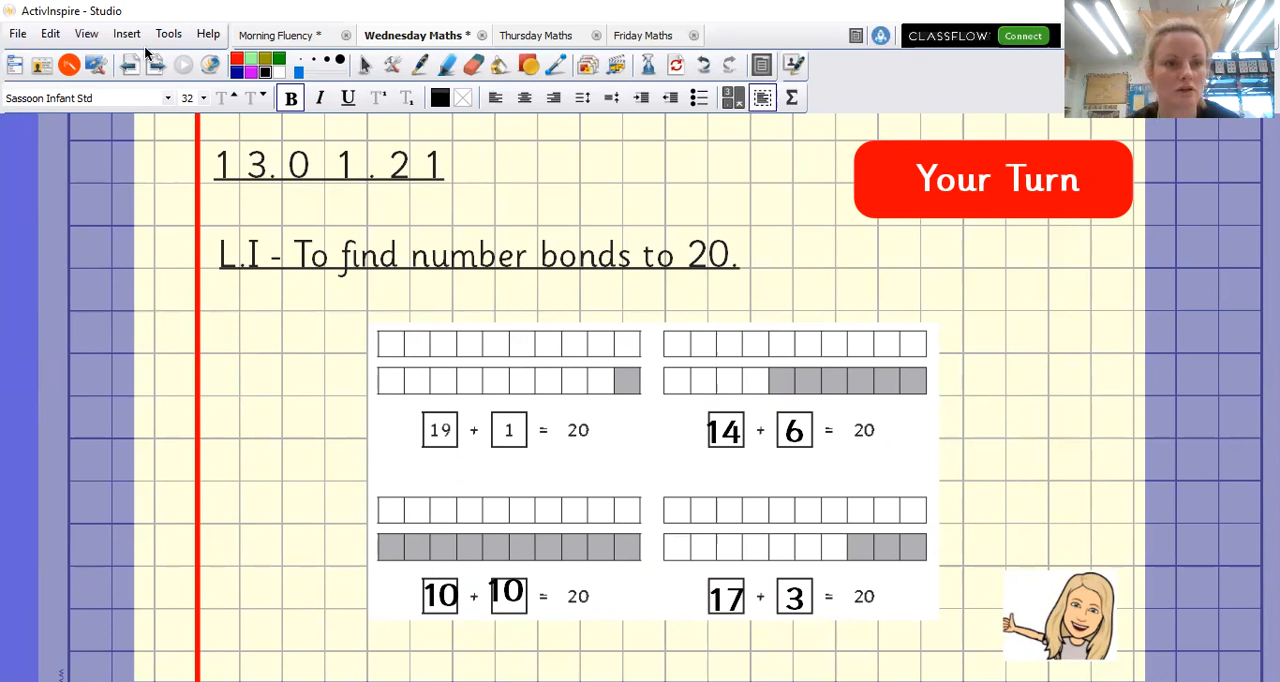 ActivInspire - Studio
File Edit View Insert Tools Help
Morning Fluency * Wednesday Maths * Thursday Maths Friday Maths
CLASSFLOW Connect
Sassoon Infant Std 32 B I U
13.01.21
Your Turn
L.I - To find number bonds to 20.
19 + 1 = 20
14 + 6 = 20
10 + 10 = 20
17 + 3 = 20